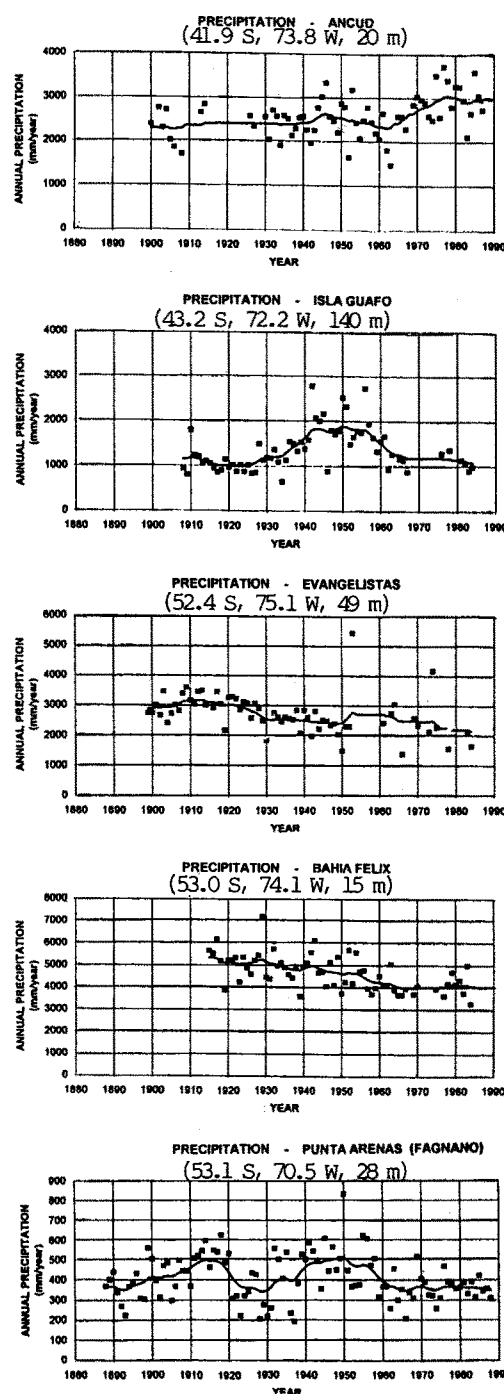 PRECIPITATION - ANCUD
(41.9 S, 73.8 W, 20 m)
ANNUAL PRECIPITATION
(mm/year)
4000
3000
2000
1000
0
1880 1890 1900 1910 1920 1930 1940 1950 1960 1970 1980 1990
YEAR
PRECIPITATION - ISLA GUAFO
(43.2 S, 72.2 W, 140 m)
ANNUAL PRECIPITATION
(mm/year)
4000
3000
2000
1000
0
1880 1890 1900 1910 1920 1930 1940 1950 1960 1970 1980 1990
YEAR
PRECIPITATION - EVANGELISTAS
(52.4 S, 75.1 W, 49 m)
ANNUAL PRECIPITATION
(mm/year)
6000
5000
4000
3000
2000
1000
0
1880 1890 1900 1910 1920 1930 1940 1950 1960 1970 1980 1990
YEAR
PRECIPITATION - BAHIA FELIX
(53.0 S, 74.1 W, 15 m)
ANNUAL PRECIPITATION
(mm/year)
8000
7000
6000
5000
4000
3000
2000
1000
0
1880 1890 1900 1910 1920 1930 1940 1950 1960 1970 1980 1990
YEAR
PRECIPITATION - PUNTA ARENAS (FAGNANO)
(53.1 S, 70.5 W, 28 m)
ANNUAL PRECIPITATION
(mm/year)
900
800
700
600
500
400
300
200
100
0
1880 1890 1900 1910 1920 1930 1940 1950 1960 1970 1980 1990
YEAR